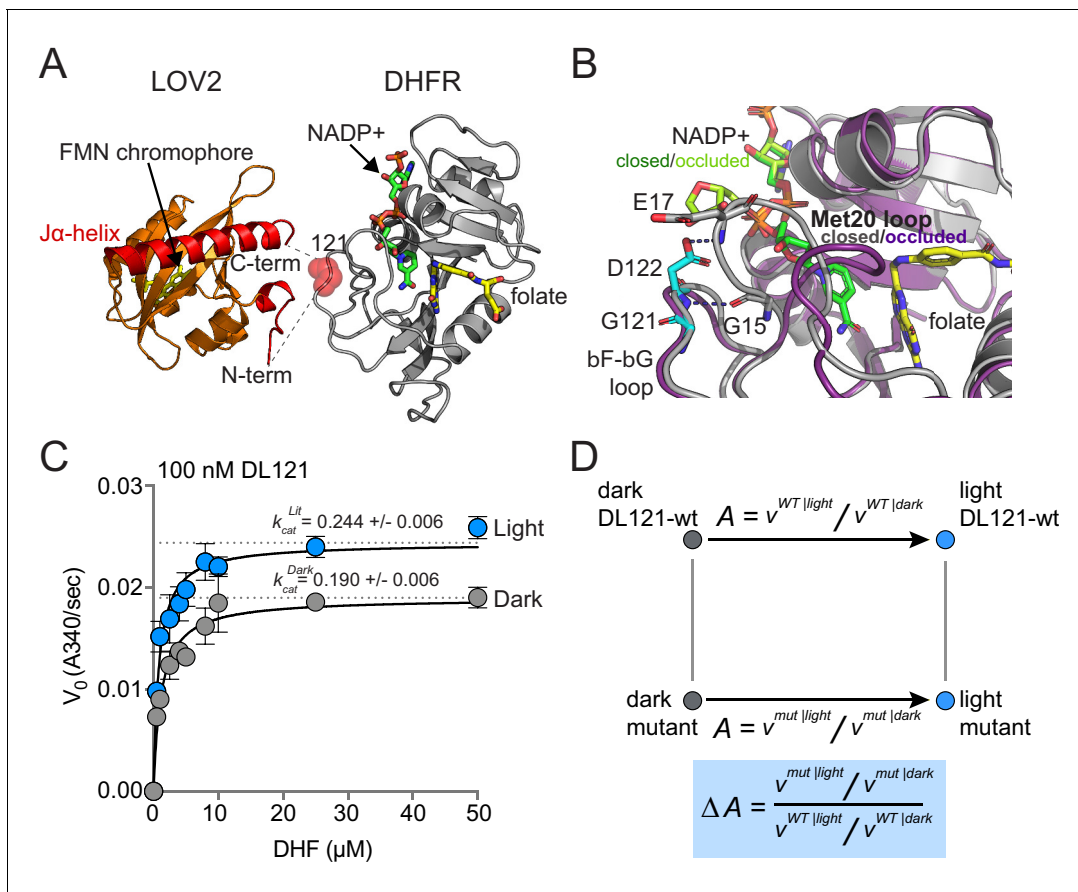 A
LOV2
DHFR
FMN chromophore
NADP+
Jα-helix
C-term
121
folate
N-term
B
NADP+
closed/occluded
E17
Met20 loop
closed/occluded
D122
G121
G15
folate
bF-bG
loop
C
100 nM DL121
0.03
0.02
0.01
0.00
V0 (A340/sec)
kcat^Lit = 0.244 +/- 0.006
Light
kcat^Dark = 0.190 +/- 0.006
Dark
0 10 20 30 40 50
DHF (µM)
D
dark
DL121-wt
A = v^WT|light / v^WT|dark
light
DL121-wt
dark
mutant
A = v^mut|light / v^mut|dark
light
mutant
ΔA = 
v^mut|light / v^mut|dark
v^WT|light / v^WT|dark